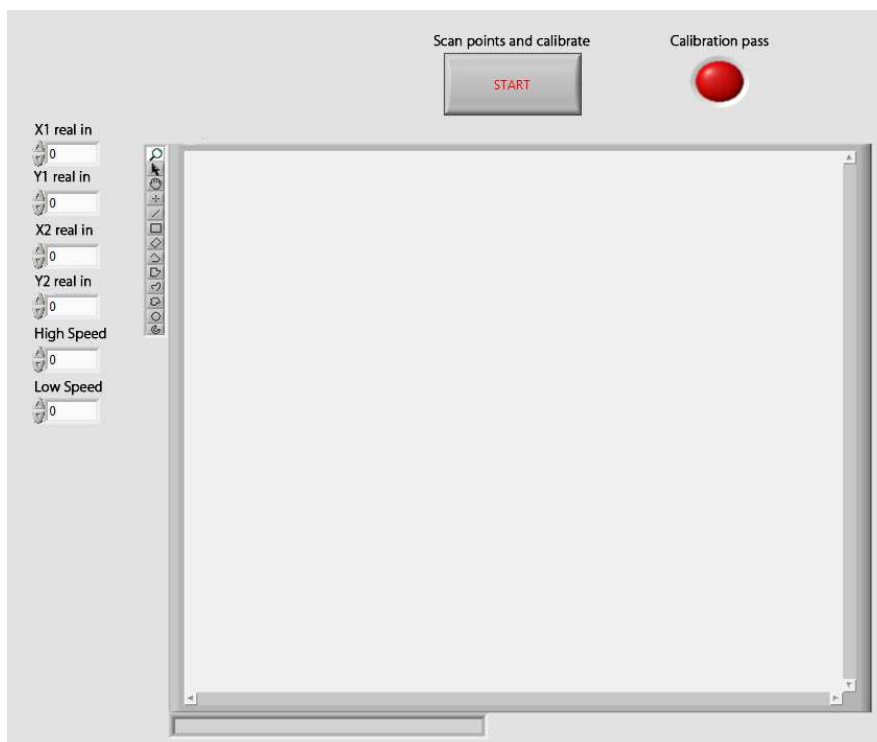 Scan points and calibrate
Calibration pass
START
X1 real in
0
Y1 real in
0
X2 real in
0
Y2 real in
0
High Speed
0
Low Speed
0